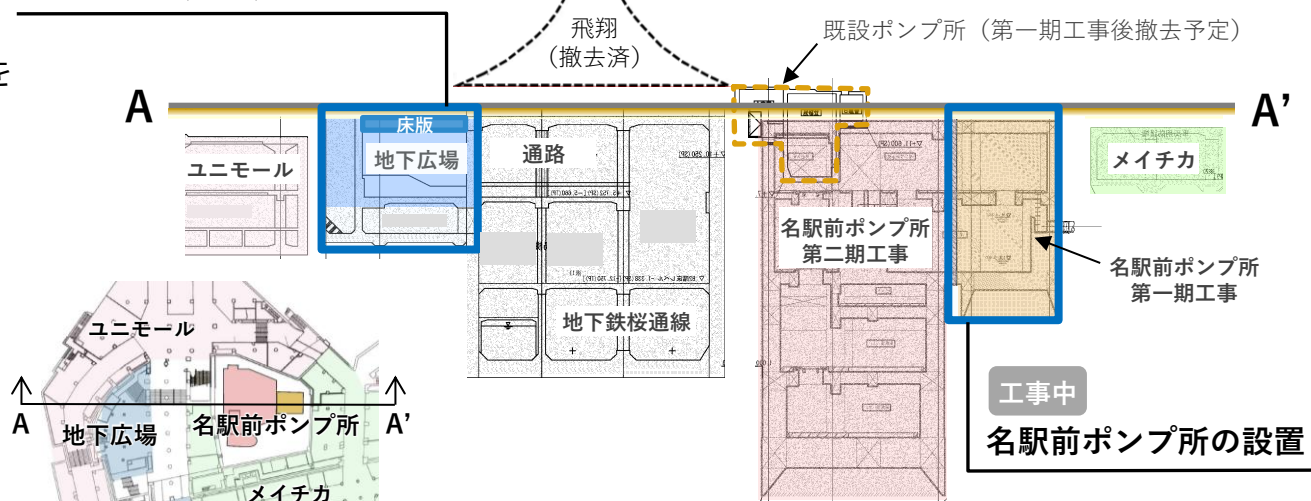 飛翔
（撤去済）
既設ポンプ所（第一期工事後撤去予定）
を
A
A’
床版
地下広場
ユニモール
通路
メイチカ
名駅前ポンプ所
第二期工事
名駅前ポンプ所
第一期工事
地下鉄桜通線
ユニモール
A
地下広場
名駅前ポンプ所
A’
メイチカ
工事中
名駅前ポンプ所の設置